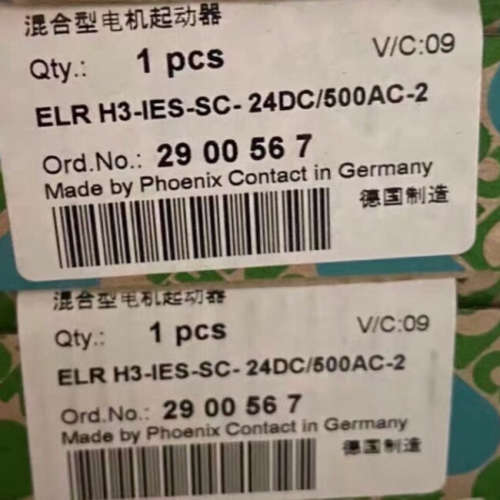 混合型电机起动器
Qty.: 1 pcs V/C:09
ELR H3-IES-SC- 24DC/500AC-2
Ord.No.: 29 00 56 7
Made by Phoenix Contact in Germany
德国制造
混合型电机起动器
Qty.: 1 pcs V/C:09
ELR H3-IES-SC- 24DC/500AC-2
Ord.No.: 29 00 56 7
Made by Phoenix Contact in Germany
德国制造